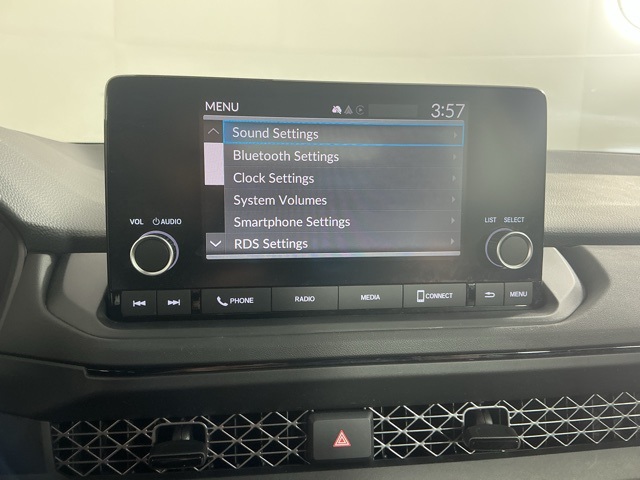 MENU 3:57
Sound Settings
Bluetooth Settings
Clock Settings
System Volumes
Smartphone Settings
RDS Settings
VOL AUDIO
LIST SELECT
PHONE RADIO MEDIA CONNECT MENU